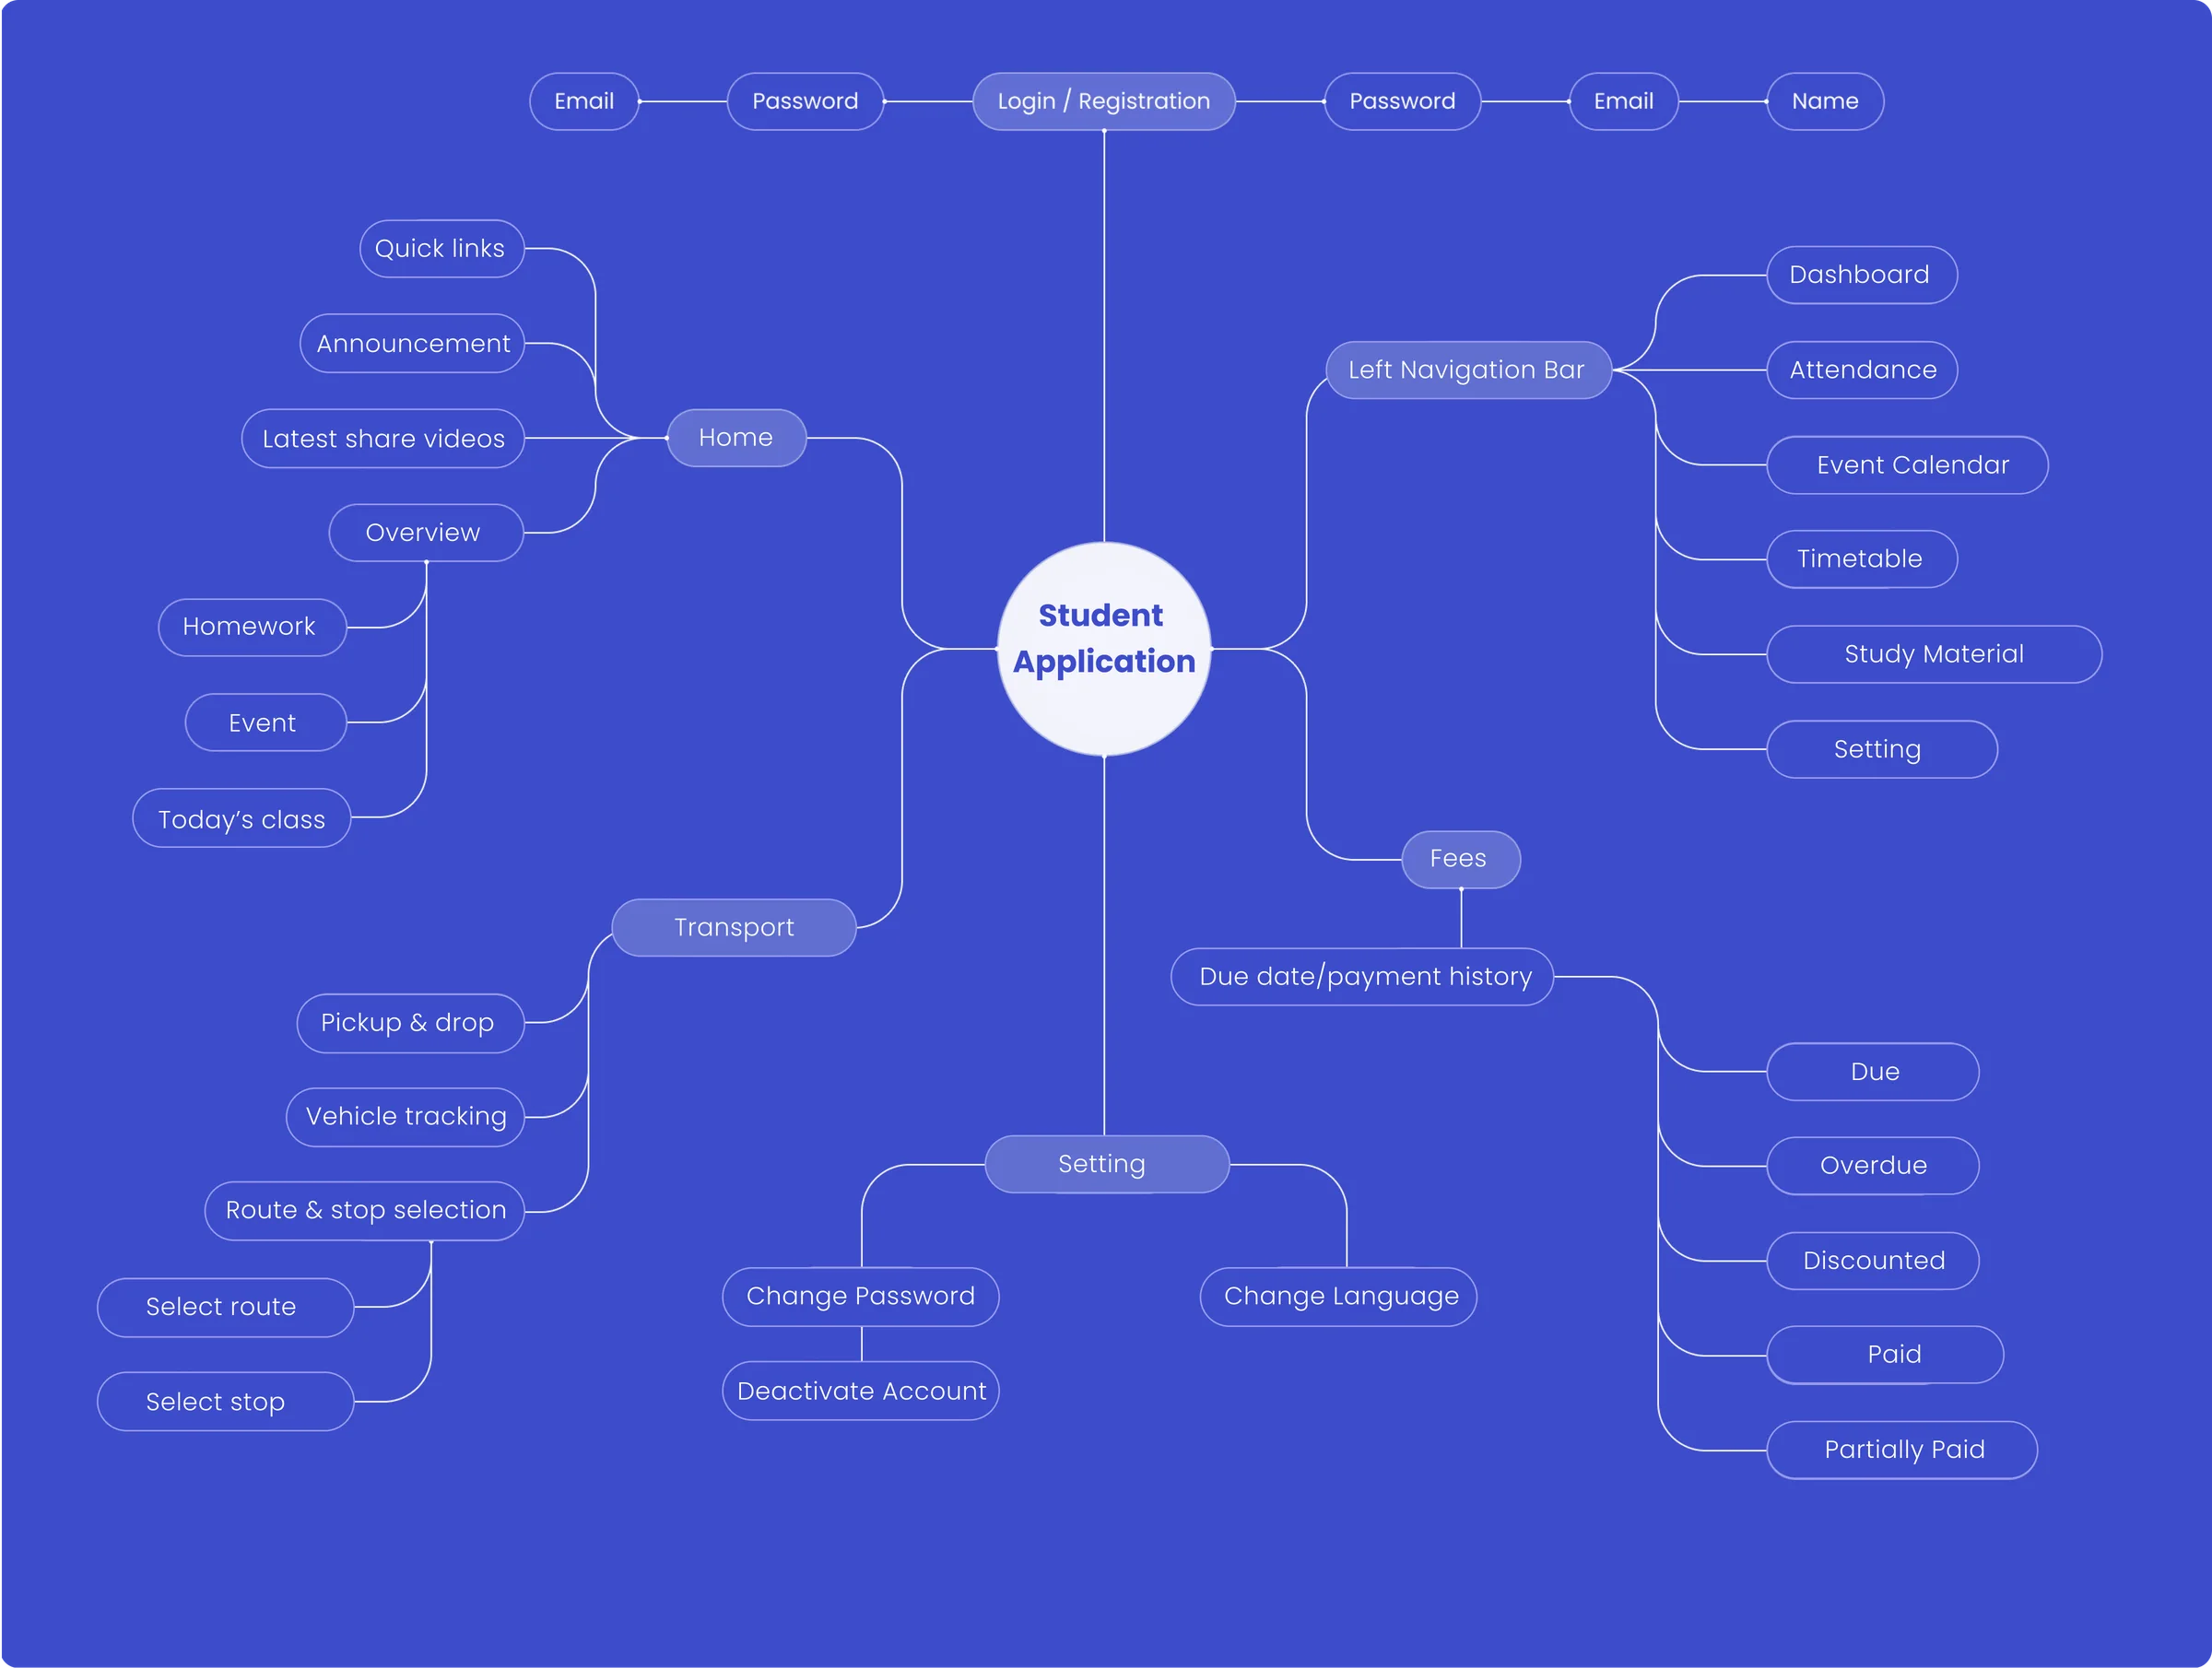 Email
Password
Login / Registration
Password
Email
Name
Quick links
Announcement
Latest share videos
Home
Overview
Homework
Event
Today’s class
Left Navigation Bar
Dashboard
Attendance
Event Calendar
Timetable
Study Material
Setting
Student
Application
Transport
Pickup & drop
Vehicle tracking
Route & stop selection
Select route
Select stop
Fees
Due date/payment history
Due
Overdue
Discounted
Paid
Partially Paid
Setting
Change Password
Change Language
Deactivate Account